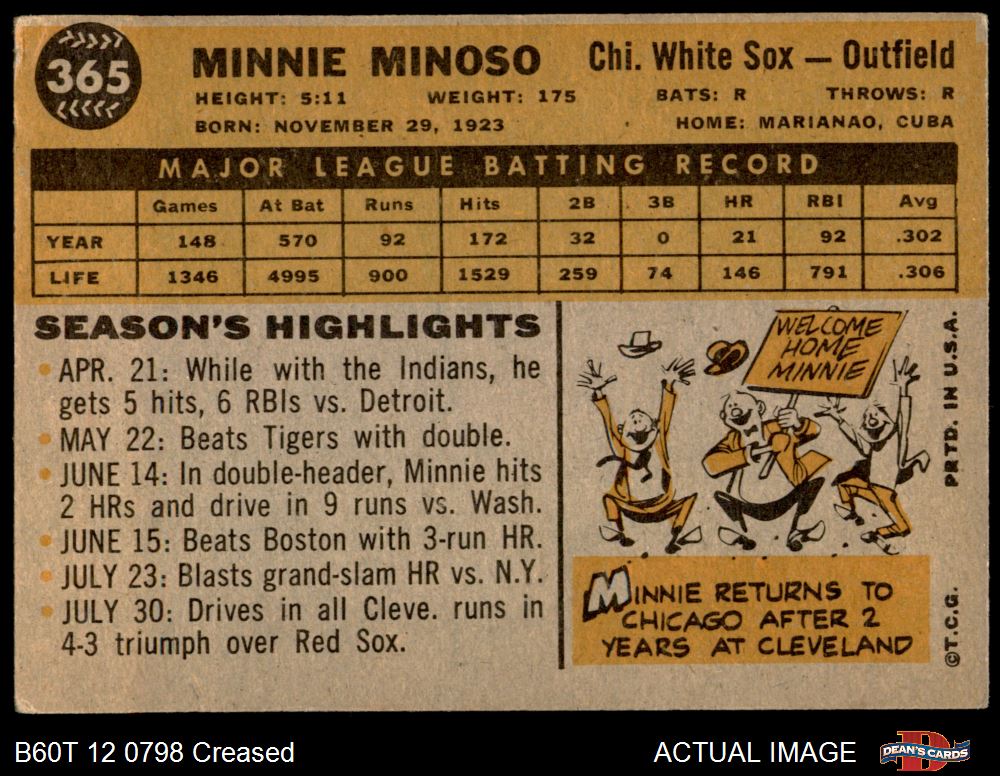 365
MINNIE MINOSO
Chi. White Sox — Outfield
HEIGHT: 5:11 WEIGHT: 175 BATS: R THROWS: R
BORN: NOVEMBER 29, 1923 HOME: MARIANAO, CUBA
MAJOR LEAGUE BATTING RECORD
Games At Bat Runs Hits 2B 3B HR RBI Avg
YEAR 148 570 92 172 32 0 21 92 .302
LIFE 1346 4995 900 1529 259 74 146 791 .306
SEASON'S HIGHLIGHTS
• APR. 21: While with the Indians, he
gets 5 hits, 6 RBIs vs. Detroit.
• MAY 22: Beats Tigers with double.
• JUNE 14: In double-header, Minnie hits
2 HRs and drive in 9 runs vs. Wash.
• JUNE 15: Beats Boston with 3-run HR.
• JULY 23: Blasts grand-slam HR vs. N.Y.
• JULY 30: Drives in all Cleve. runs in
4-3 triumph over Red Sox.
WELCOME
HOME
MINNIE
MINNIE RETURNS TO
CHICAGO AFTER 2
YEARS AT CLEVELAND
©T.C.G. PRTD. IN U.S.A.
B60T 12 0798 Creased
ACTUAL IMAGE
D
DEAN'S CARDS